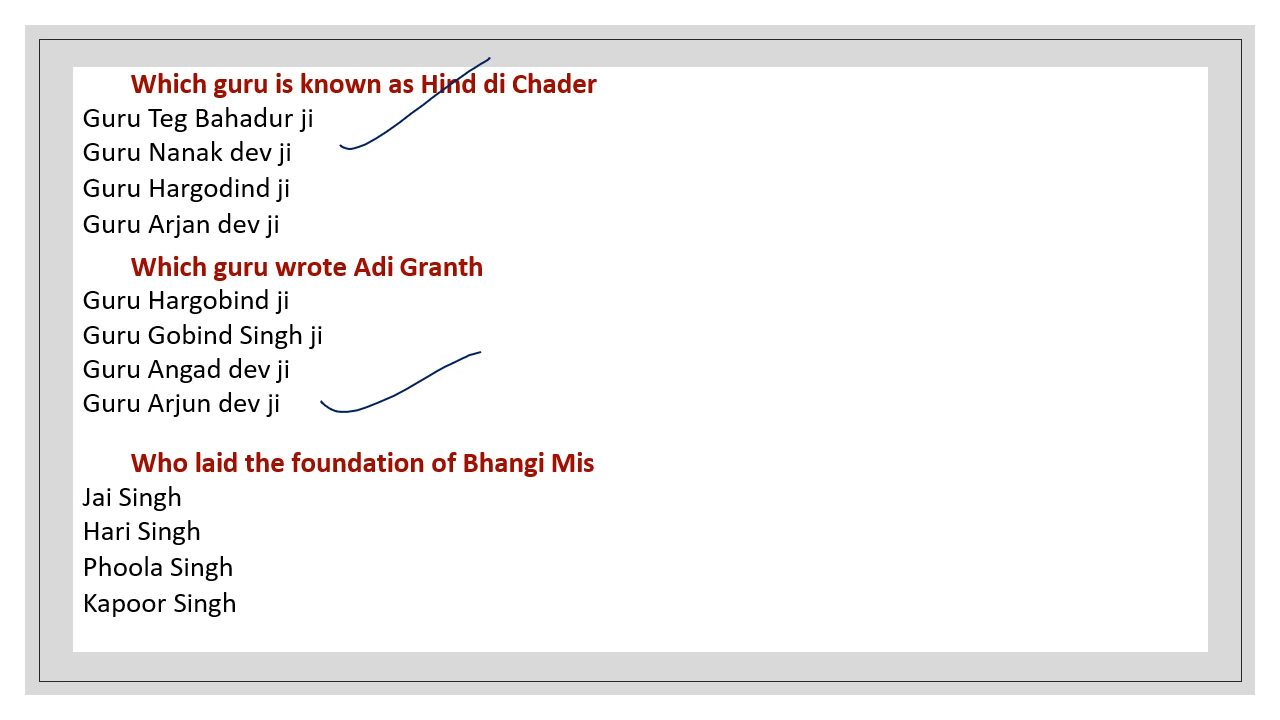 Which guru is known as Hind di Chader
Guru Teg Bahadur ji
Guru Nanak dev ji
Guru Hargodind ji
Guru Arjan dev ji
Which guru wrote Adi Granth
Guru Hargobind ji
Guru Gobind Singh ji
Guru Angad dev ji
Guru Arjun dev ji
Who laid the foundation of Bhangi Mis
Jai Singh
Hari Singh
Phoola Singh
Kapoor Singh